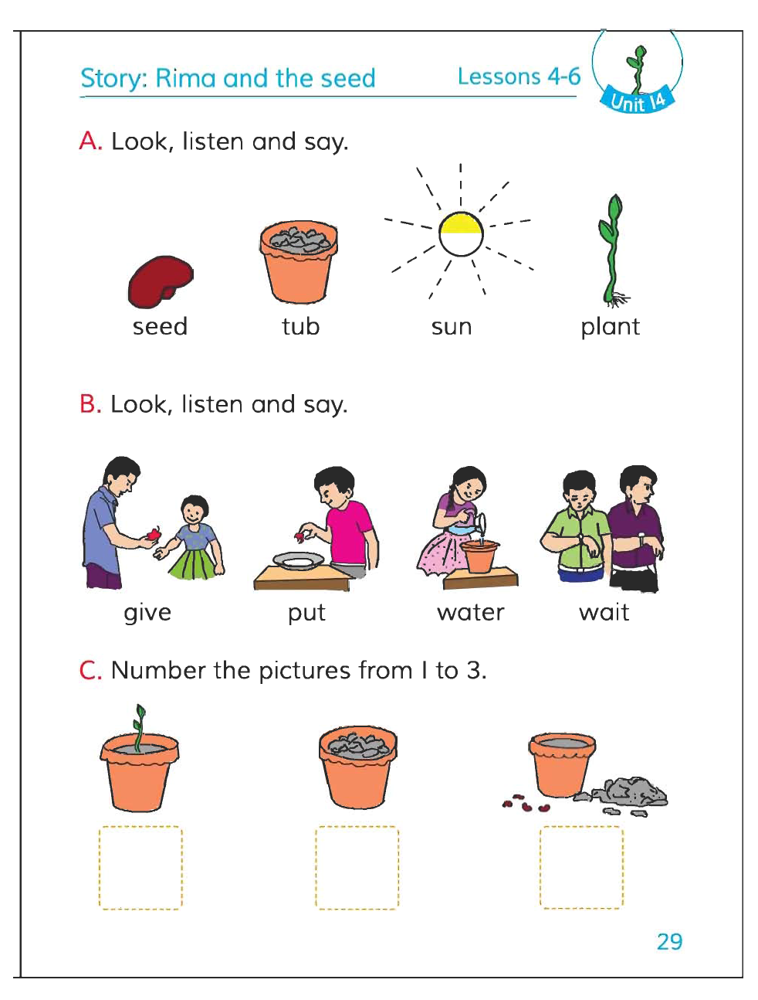 Story: Rima and the seed
Lessons 4-6
Unit 14
A. Look, listen and say.
seed tub sun plant
B. Look, listen and say.
give put water wait
C. Number the pictures from 1 to 3.
29